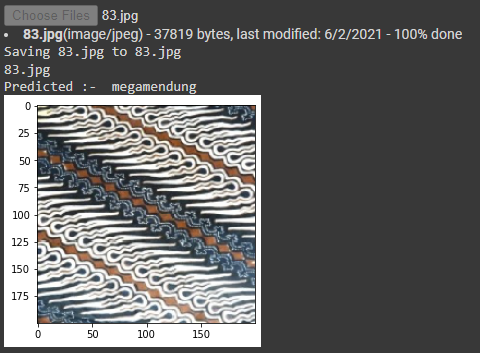 Choose Files 83.jpg
• 83.jpg(image/jpeg) - 37819 bytes, last modified: 6/2/2021 - 100% done
Saving 83.jpg to 83.jpg
83.jpg
Predicted :- megamendung
0
25
50
75
100
125
150
175
0 50 100 150